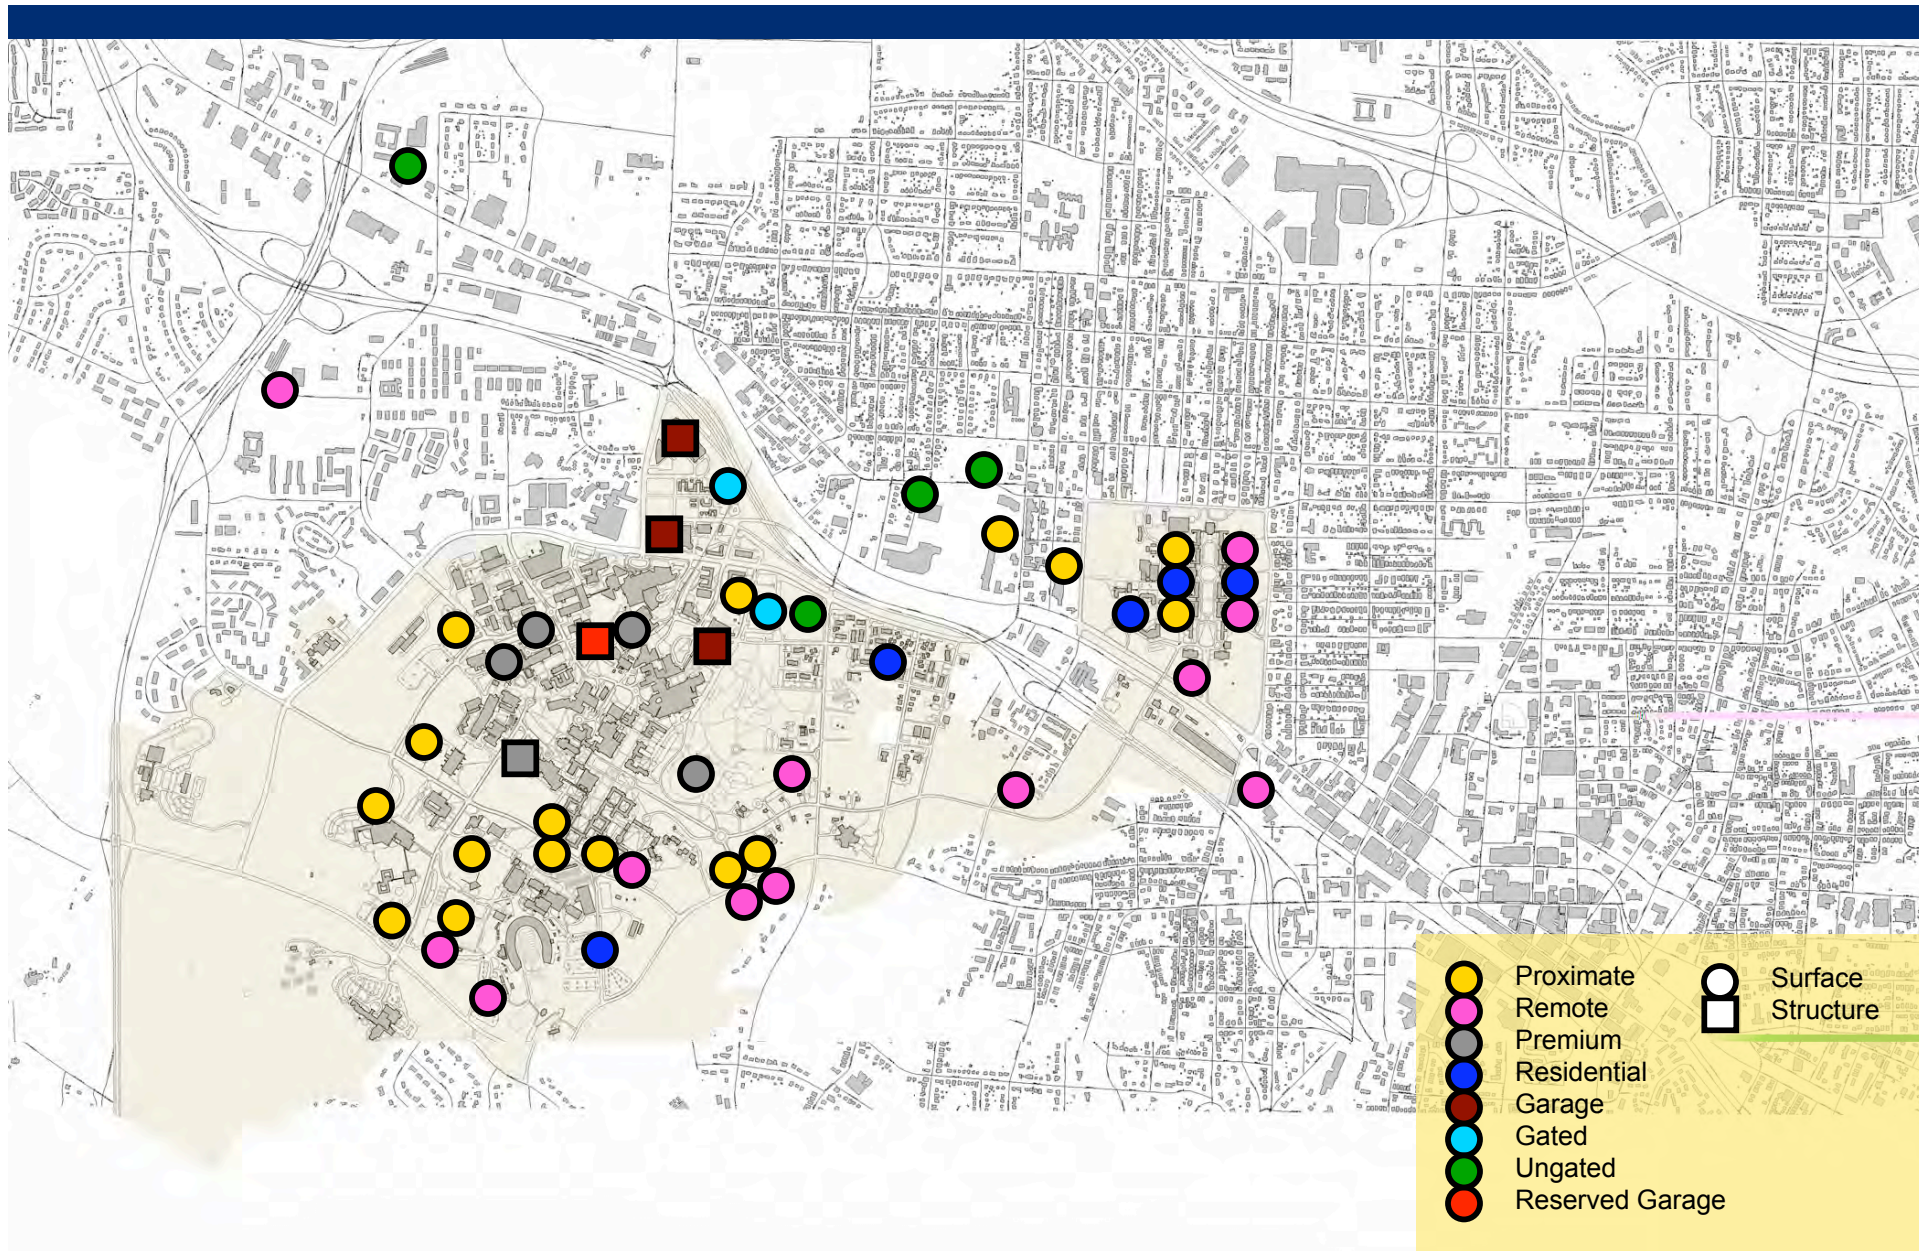 Proximate
Remote
Premium
Residential
Garage
Gated
Ungated
Reserved Garage
Surface
Structure